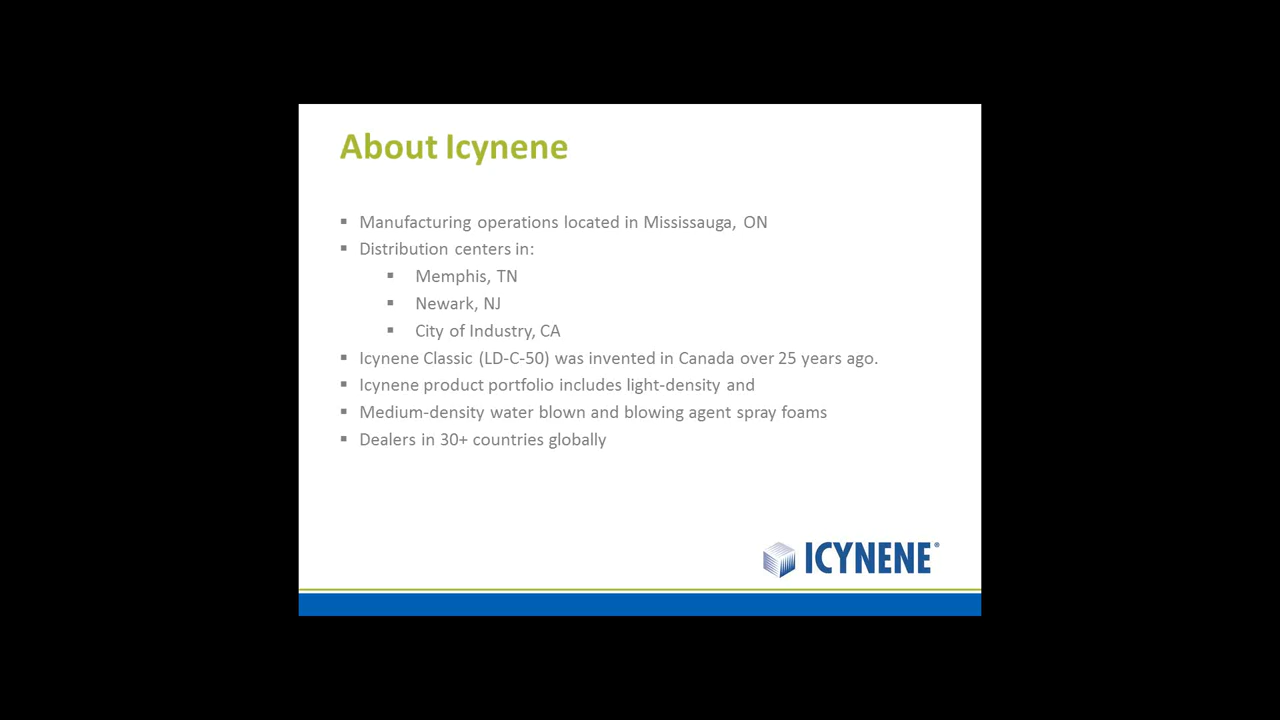 About Icynene
▪ Manufacturing operations located in Mississauga, ON
▪ Distribution centers in:
▪ Memphis, TN
▪ Newark, NJ
▪ City of Industry, CA
▪ Icynene Classic (LD-C-50) was invented in Canada over 25 years ago.
▪ Icynene product portfolio includes light-density and
▪ Medium-density water blown and blowing agent spray foams
▪ Dealers in 30+ countries globally
ICYNENE®